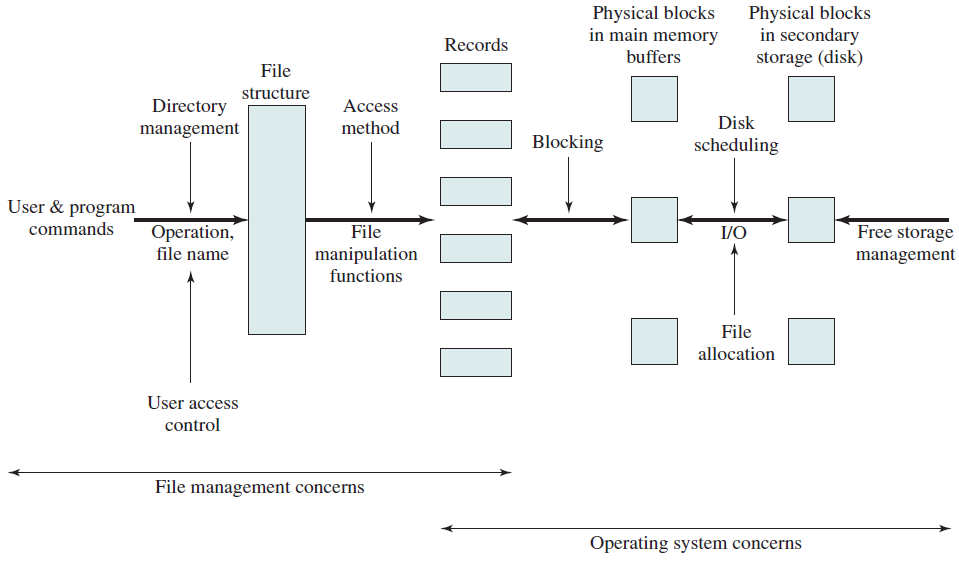 Physical blocks
in main memory
buffers
Physical blocks
in secondary
storage (disk)
Records
File
structure
Directory
management
Access
method
Blocking
Disk
scheduling
User & program
commands
Operation,
file name
File
manipulation
functions
I/O
Free storage
management
File
allocation
User access
control
File management concerns
Operating system concerns